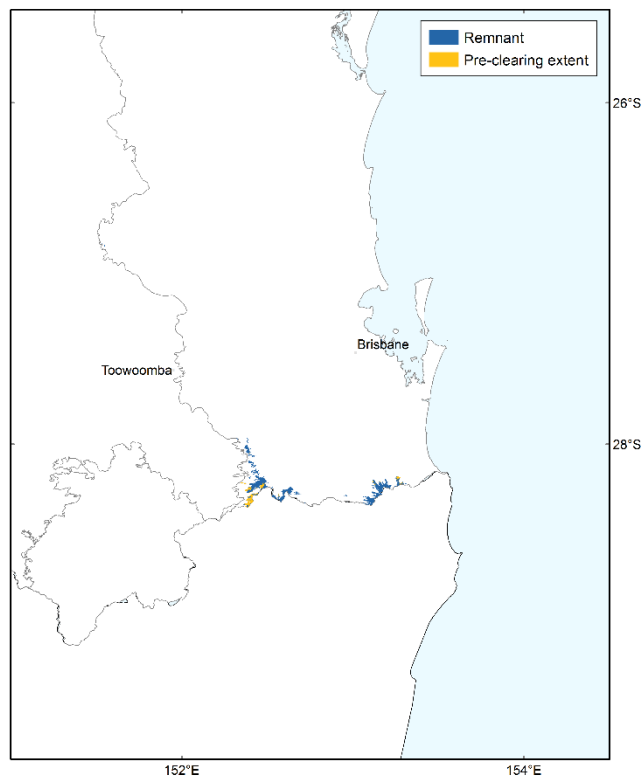 Remnant
Pre-clearing extent
26°S
Brisbane
Toowoomba
28°S
152°E
154°E